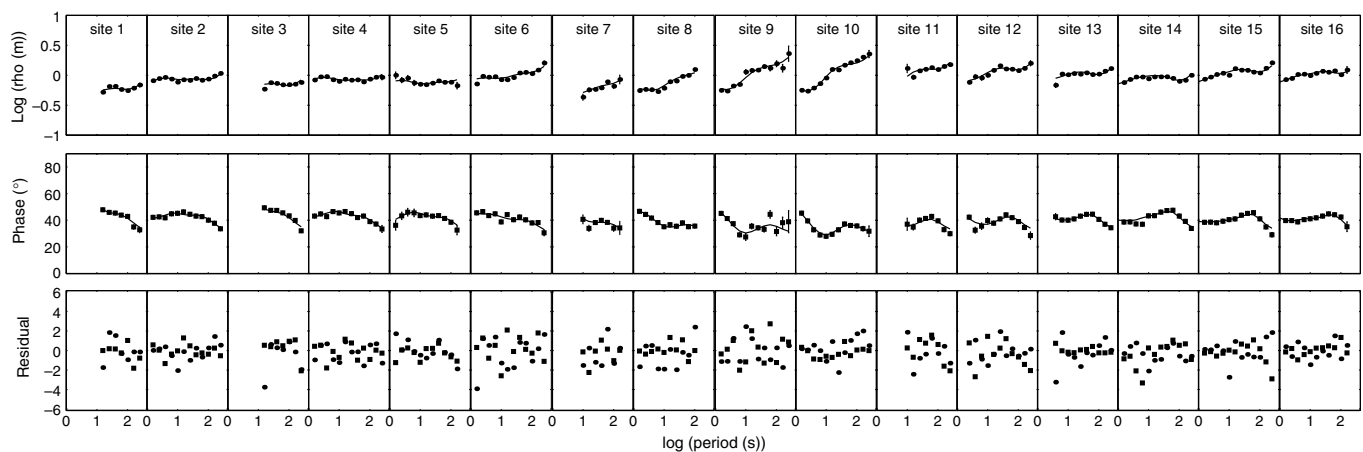 site 1 site 2 site 3 site 4 site 5 site 6 site 7 site 8 site 9 site 10 site 11 site 12 site 13 site 14 site 15 site 16
Log (rho (m))
1
0.5
0
−0.5
−1
Phase (°)
80
60
40
20
0
Residual
6
4
2
0
−2
−4
−6
0 1 2 0 1 2 0 1 2 0 1 2 0 1 2 0 1 2 0 1 2 0 1 2 0 1 2 0 1 2 0 1 2 0 1 2 0 1 2 0 1 2 0 1 2 0 1 2
log (period (s))